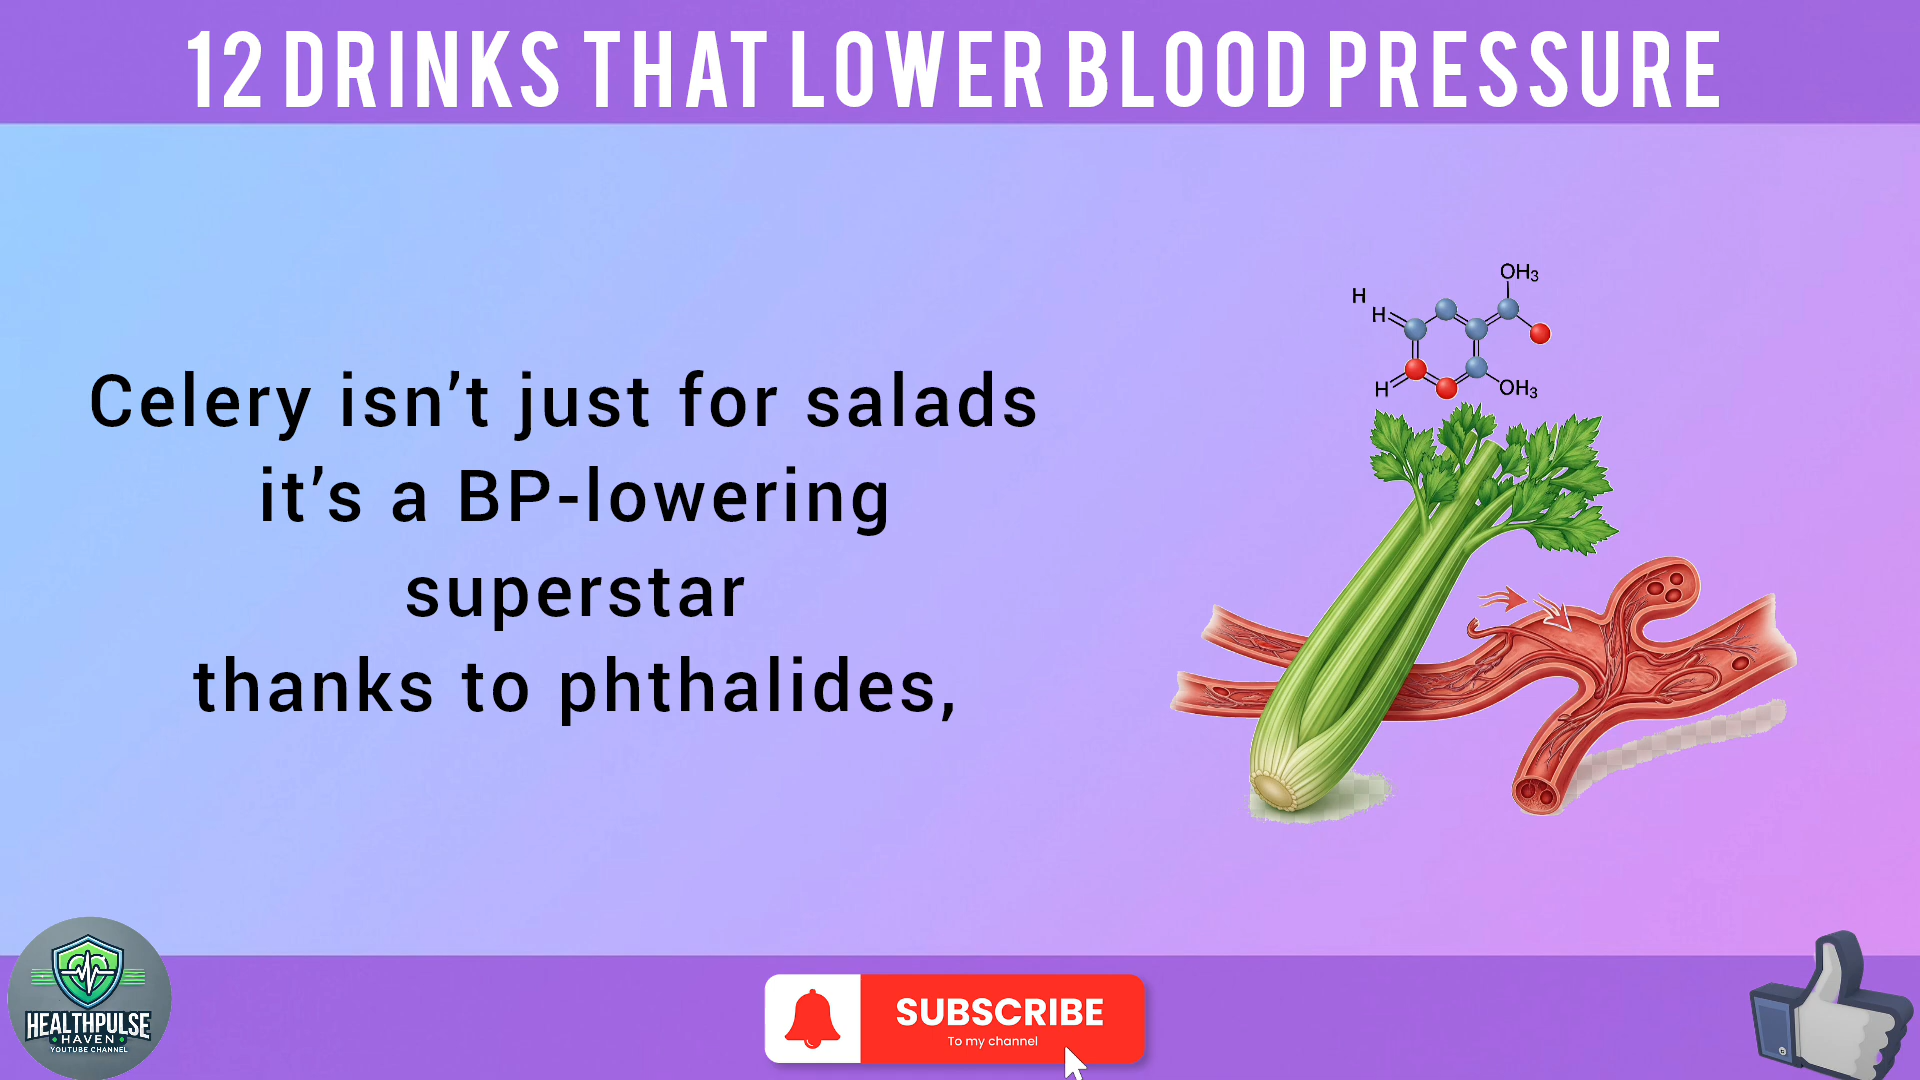 12 DRINKS THAT LOWER BLOOD PRESSURE
Celery isn’t just for salads
it’s a BP-lowering
superstar
thanks to phthalides,
OH3
H
H
H
OH3
HEALTHPULSE
HAVEN
YOUTUBE CHANNEL
SUBSCRIBE
To my channel